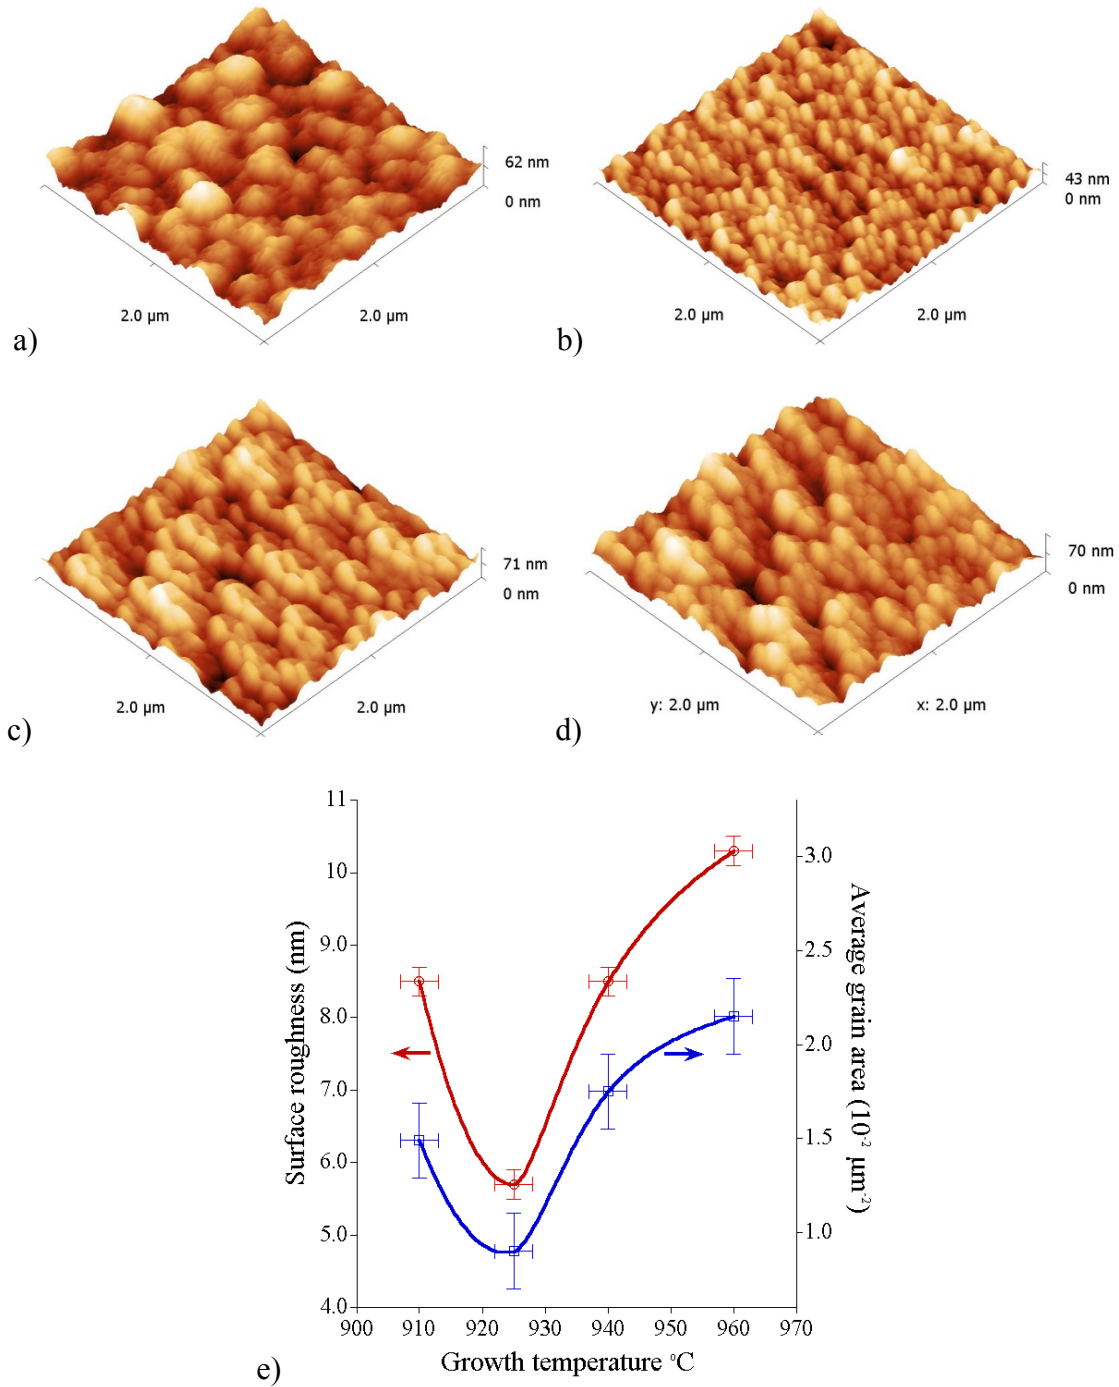 62 nm
0 nm
2.0 µm
2.0 µm
a)
43 nm
0 nm
2.0 µm
2.0 µm
b)
71 nm
0 nm
2.0 µm
2.0 µm
c)
70 nm
0 nm
y: 2.0 µm
x: 2.0 µm
d)
11
10
9.0
8.0
7.0
6.0
5.0
4.0
Surface roughness (nm)
3.0
2.5
2.0
1.5
1.0
Average grain area (10⁻² µm⁻²)
900 910 920 930 940 950 960 970
Growth temperature °C
e)